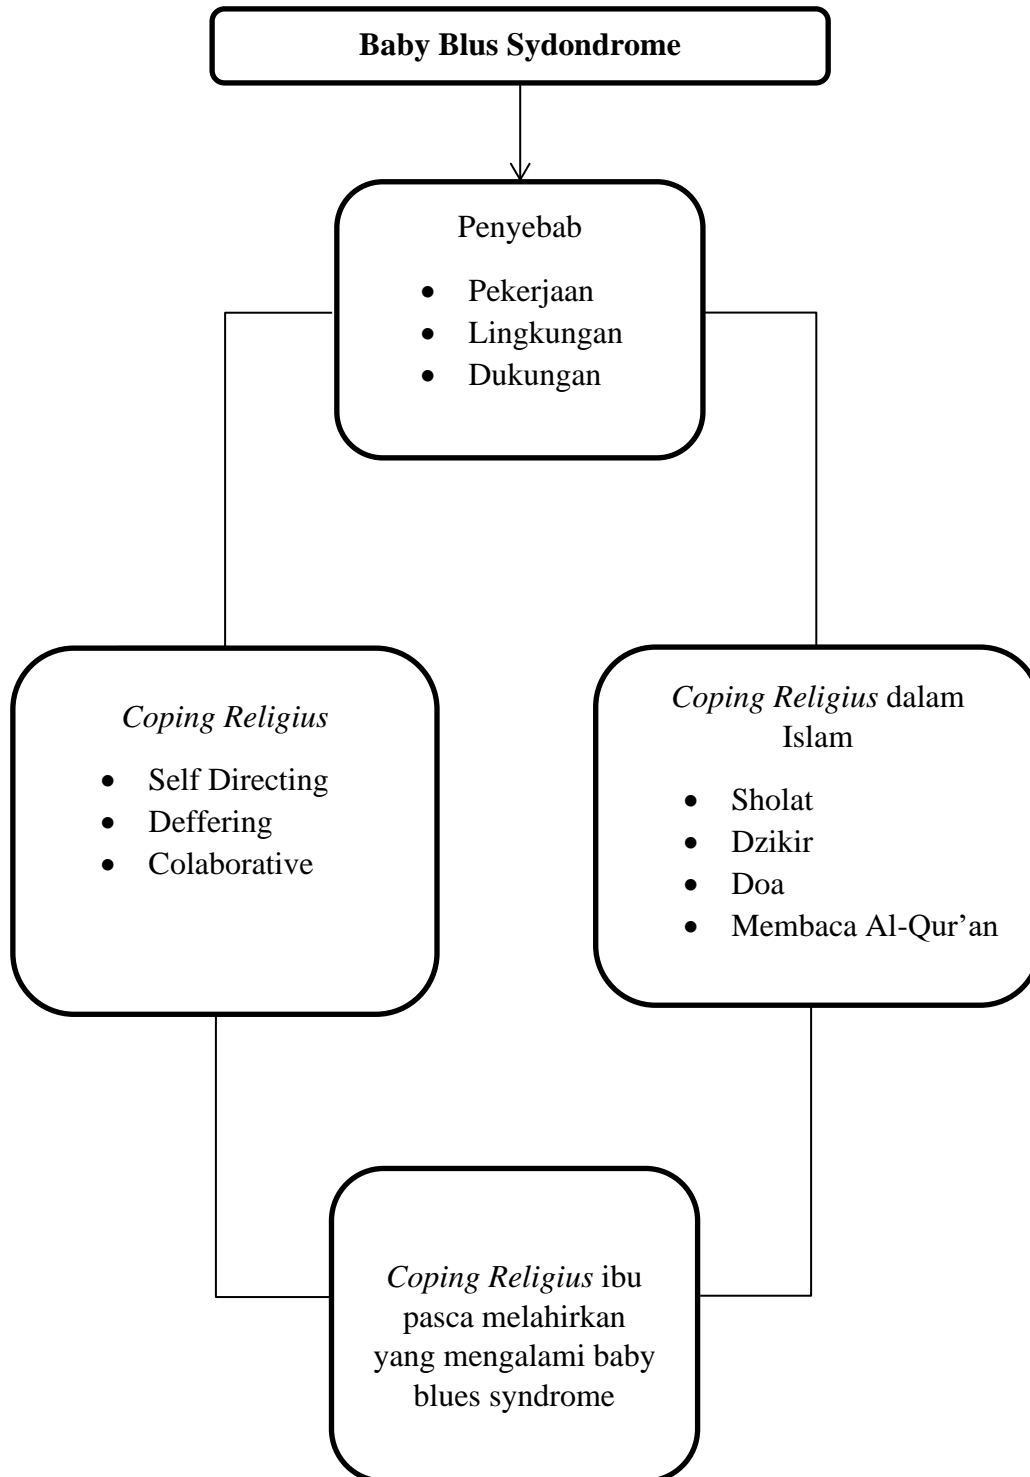 Baby Blus Sydondrome
Penyebab
• Pekerjaan
• Lingkungan
• Dukungan
Coping Religius
• Self Directing
• Deffering
• Colaborative
Coping Religius dalam
Islam
• Sholat
• Dzikir
• Doa
• Membaca Al-Qur’an
Coping Religius ibu
pasca melahirkan
yang mengalami baby
blues syndrome